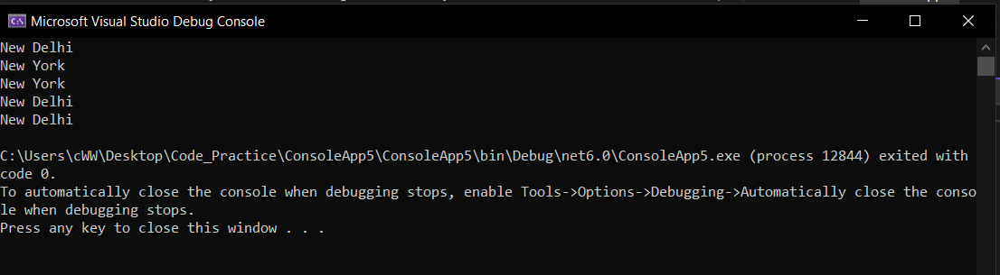 Microsoft Visual Studio Debug Console
New Delhi
New York
New York
New Delhi
New Delhi
C:\Users\cWW\Desktop\Code_Practice\ConsoleApp5\ConsoleApp5\bin\Debug\net6.0\ConsoleApp5.exe (process 12844) exited with
code 0.
To automatically close the console when debugging stops, enable Tools->Options->Debugging->Automatically close the conso
le when debugging stops.
Press any key to close this window . . .